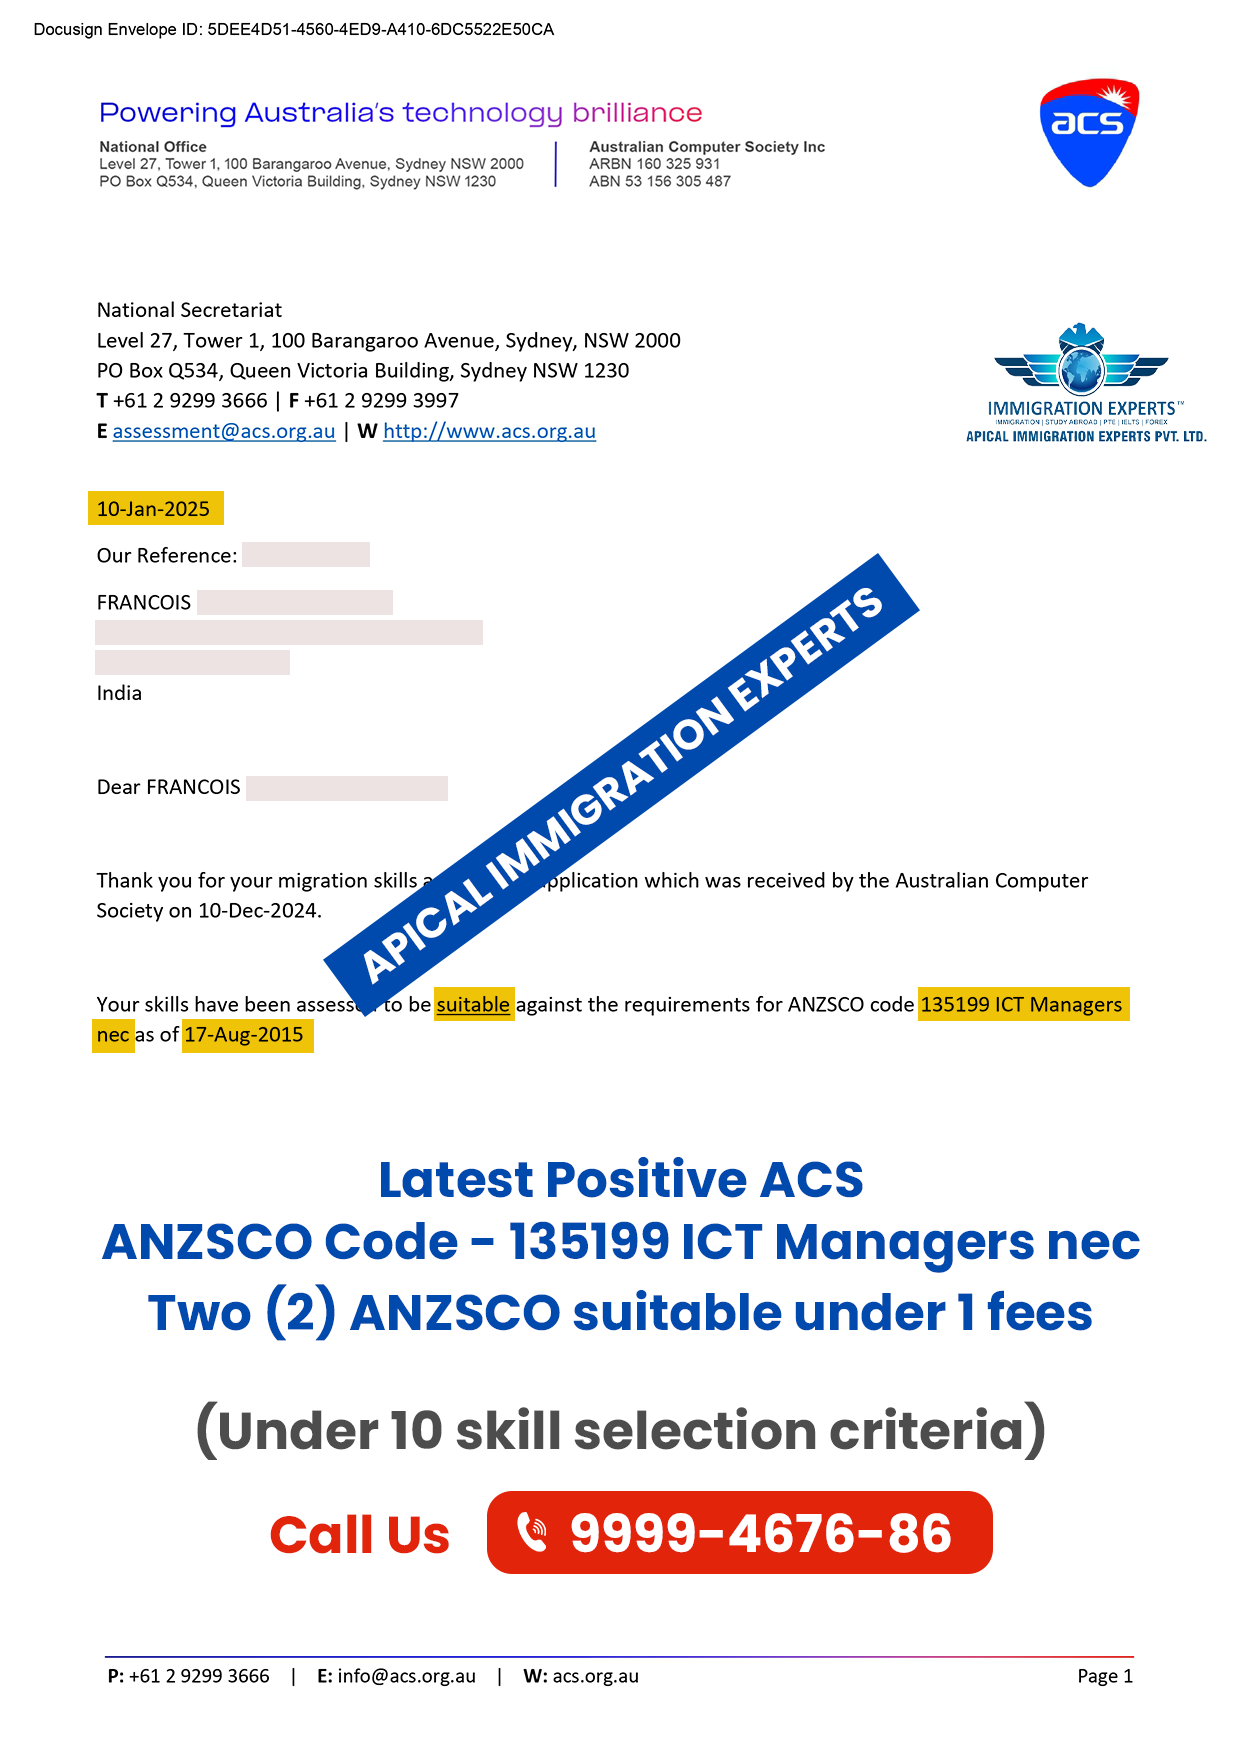 Docusign Envelope ID: 5DEE4D51-4560-4ED9-A410-6DC5522E50CA
Powering Australia's technology brilliance
National Office
Level 27, Tower 1, 100 Barangaroo Avenue, Sydney NSW 2000
PO Box Q534, Queen Victoria Building, Sydney NSW 1230
Australian Computer Society Inc
ARBN 160 325 931
ABN 53 156 305 487
acs
National Secretariat
Level 27, Tower 1, 100 Barangaroo Avenue, Sydney, NSW 2000
PO Box Q534, Queen Victoria Building, Sydney NSW 1230
T +61 2 9299 3666 | F +61 2 9299 3997
E assessment@acs.org.au | W http://www.acs.org.au
IMMIGRATION EXPERTS™
IMMIGRATION | STUDY ABROAD | PTE | IELTS | FOREX
APICAL IMMIGRATION EXPERTS PVT. LTD.
10-Jan-2025
Our Reference:
FRANCOIS
India
Dear FRANCOIS
APICAL IMMIGRATION EXPERTS
Thank you for your migration skills application which was received by the Australian Computer
Society on 10-Dec-2024.
Your skills have been assessed to be suitable against the requirements for ANZSCO code 135199 ICT Managers
nec as of 17-Aug-2015
Latest Positive ACS
ANZSCO Code - 135199 ICT Managers nec
Two (2) ANZSCO suitable under 1 fees
(Under 10 skill selection criteria)
Call Us 9999-4676-86
P: +61 2 9299 3666 | E: info@acs.org.au | W: acs.org.au Page 1